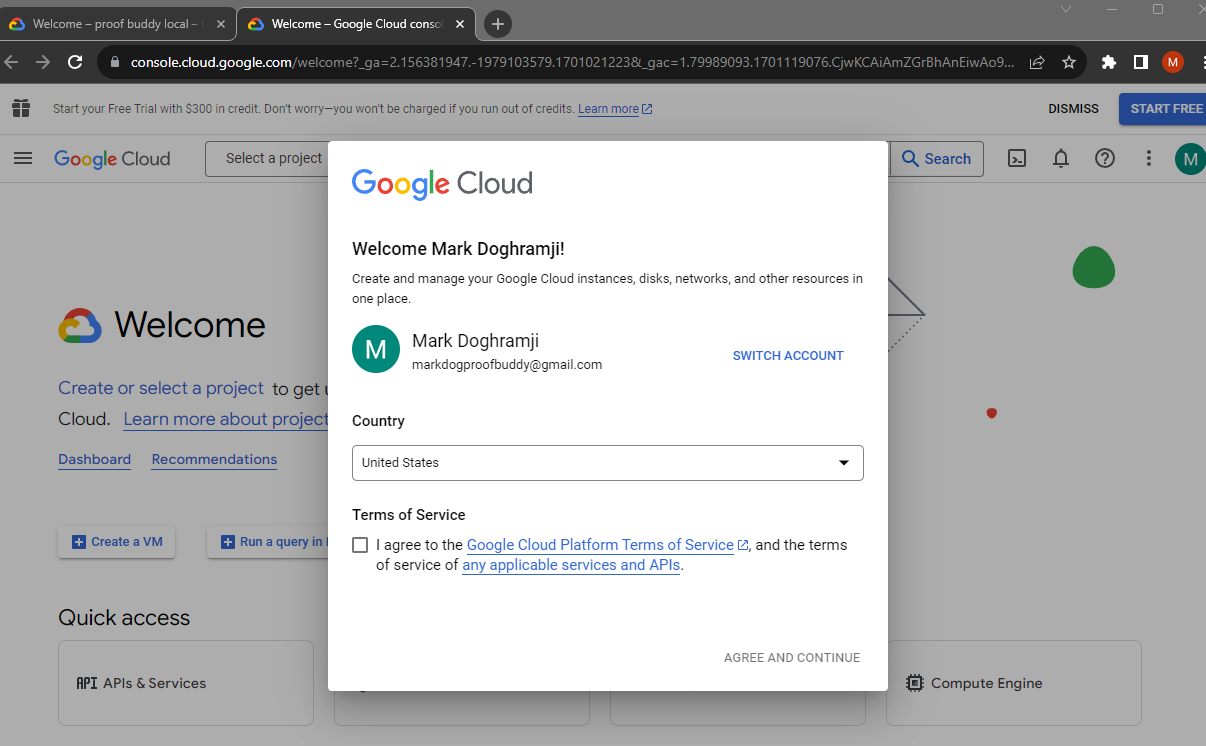 Welcome – proof buddy local –
Welcome – Google Cloud conso
console.cloud.google.com/welcome?_ga=2.156381947.-1979103579.1701021223&_gac=1.79989093.1701119076.CjwKCAiAmZGrBhAnEiwAo9...
M
Start your Free Trial with $300 in credit. Don't worry—you won't be charged if you run out of credits. Learn more
DISMISS
START FREE
Google Cloud
Select a project
Search
M
Google Cloud
Welcome Mark Doghramji!
Create and manage your Google Cloud instances, disks, networks, and other resources in
one place.
M
Mark Doghramji
markdogproofbuddy@gmail.com
SWITCH ACCOUNT
Country
United States
Terms of Service
I agree to the Google Cloud Platform Terms of Service, and the terms
of service of any applicable services and APIs.
AGREE AND CONTINUE
Welcome
Create or select a project to get
Cloud. Learn more about project
Dashboard Recommendations
Create a VM
Run a query in
Quick access
API APIs & Services
Compute Engine